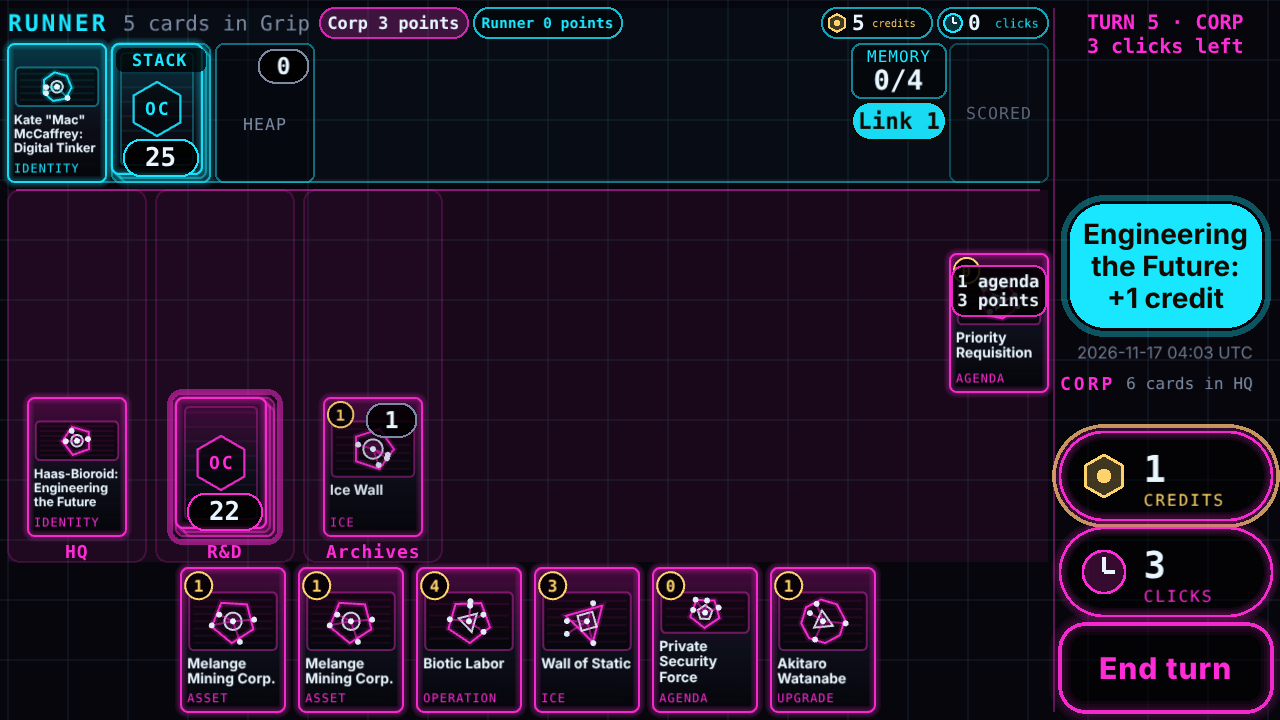 RUNNER 5 cards in Grip
Corp 3 points
Runner 0 points
5 credits
0 clicks
TURN 5 · CORP
3 clicks left
Kate "Mac"
McCaffrey:
Digital Tinker
IDENTITY
STACK
OC
25
0
HEAP
MEMORY
0/4
Link 1
SCORED
Engineering
the Future:
+1 credit
1 agenda
3 points
Priority
Requisition
AGENDA
2026-11-17 04:03 UTC
CORP 6 cards in HQ
Haas-Bioroid:
Engineering
the Future
IDENTITY
HQ
OC
22
R&D
1
1
Ice Wall
ICE
Archives
1
CREDITS
3
CLICKS
End turn
1
Melange
Mining Corp.
ASSET
1
Melange
Mining Corp.
ASSET
4
Biotic Labor
OPERATION
3
Wall of Static
ICE
0
Private
Security
Force
AGENDA
1
Akitaro
Watanabe
UPGRADE